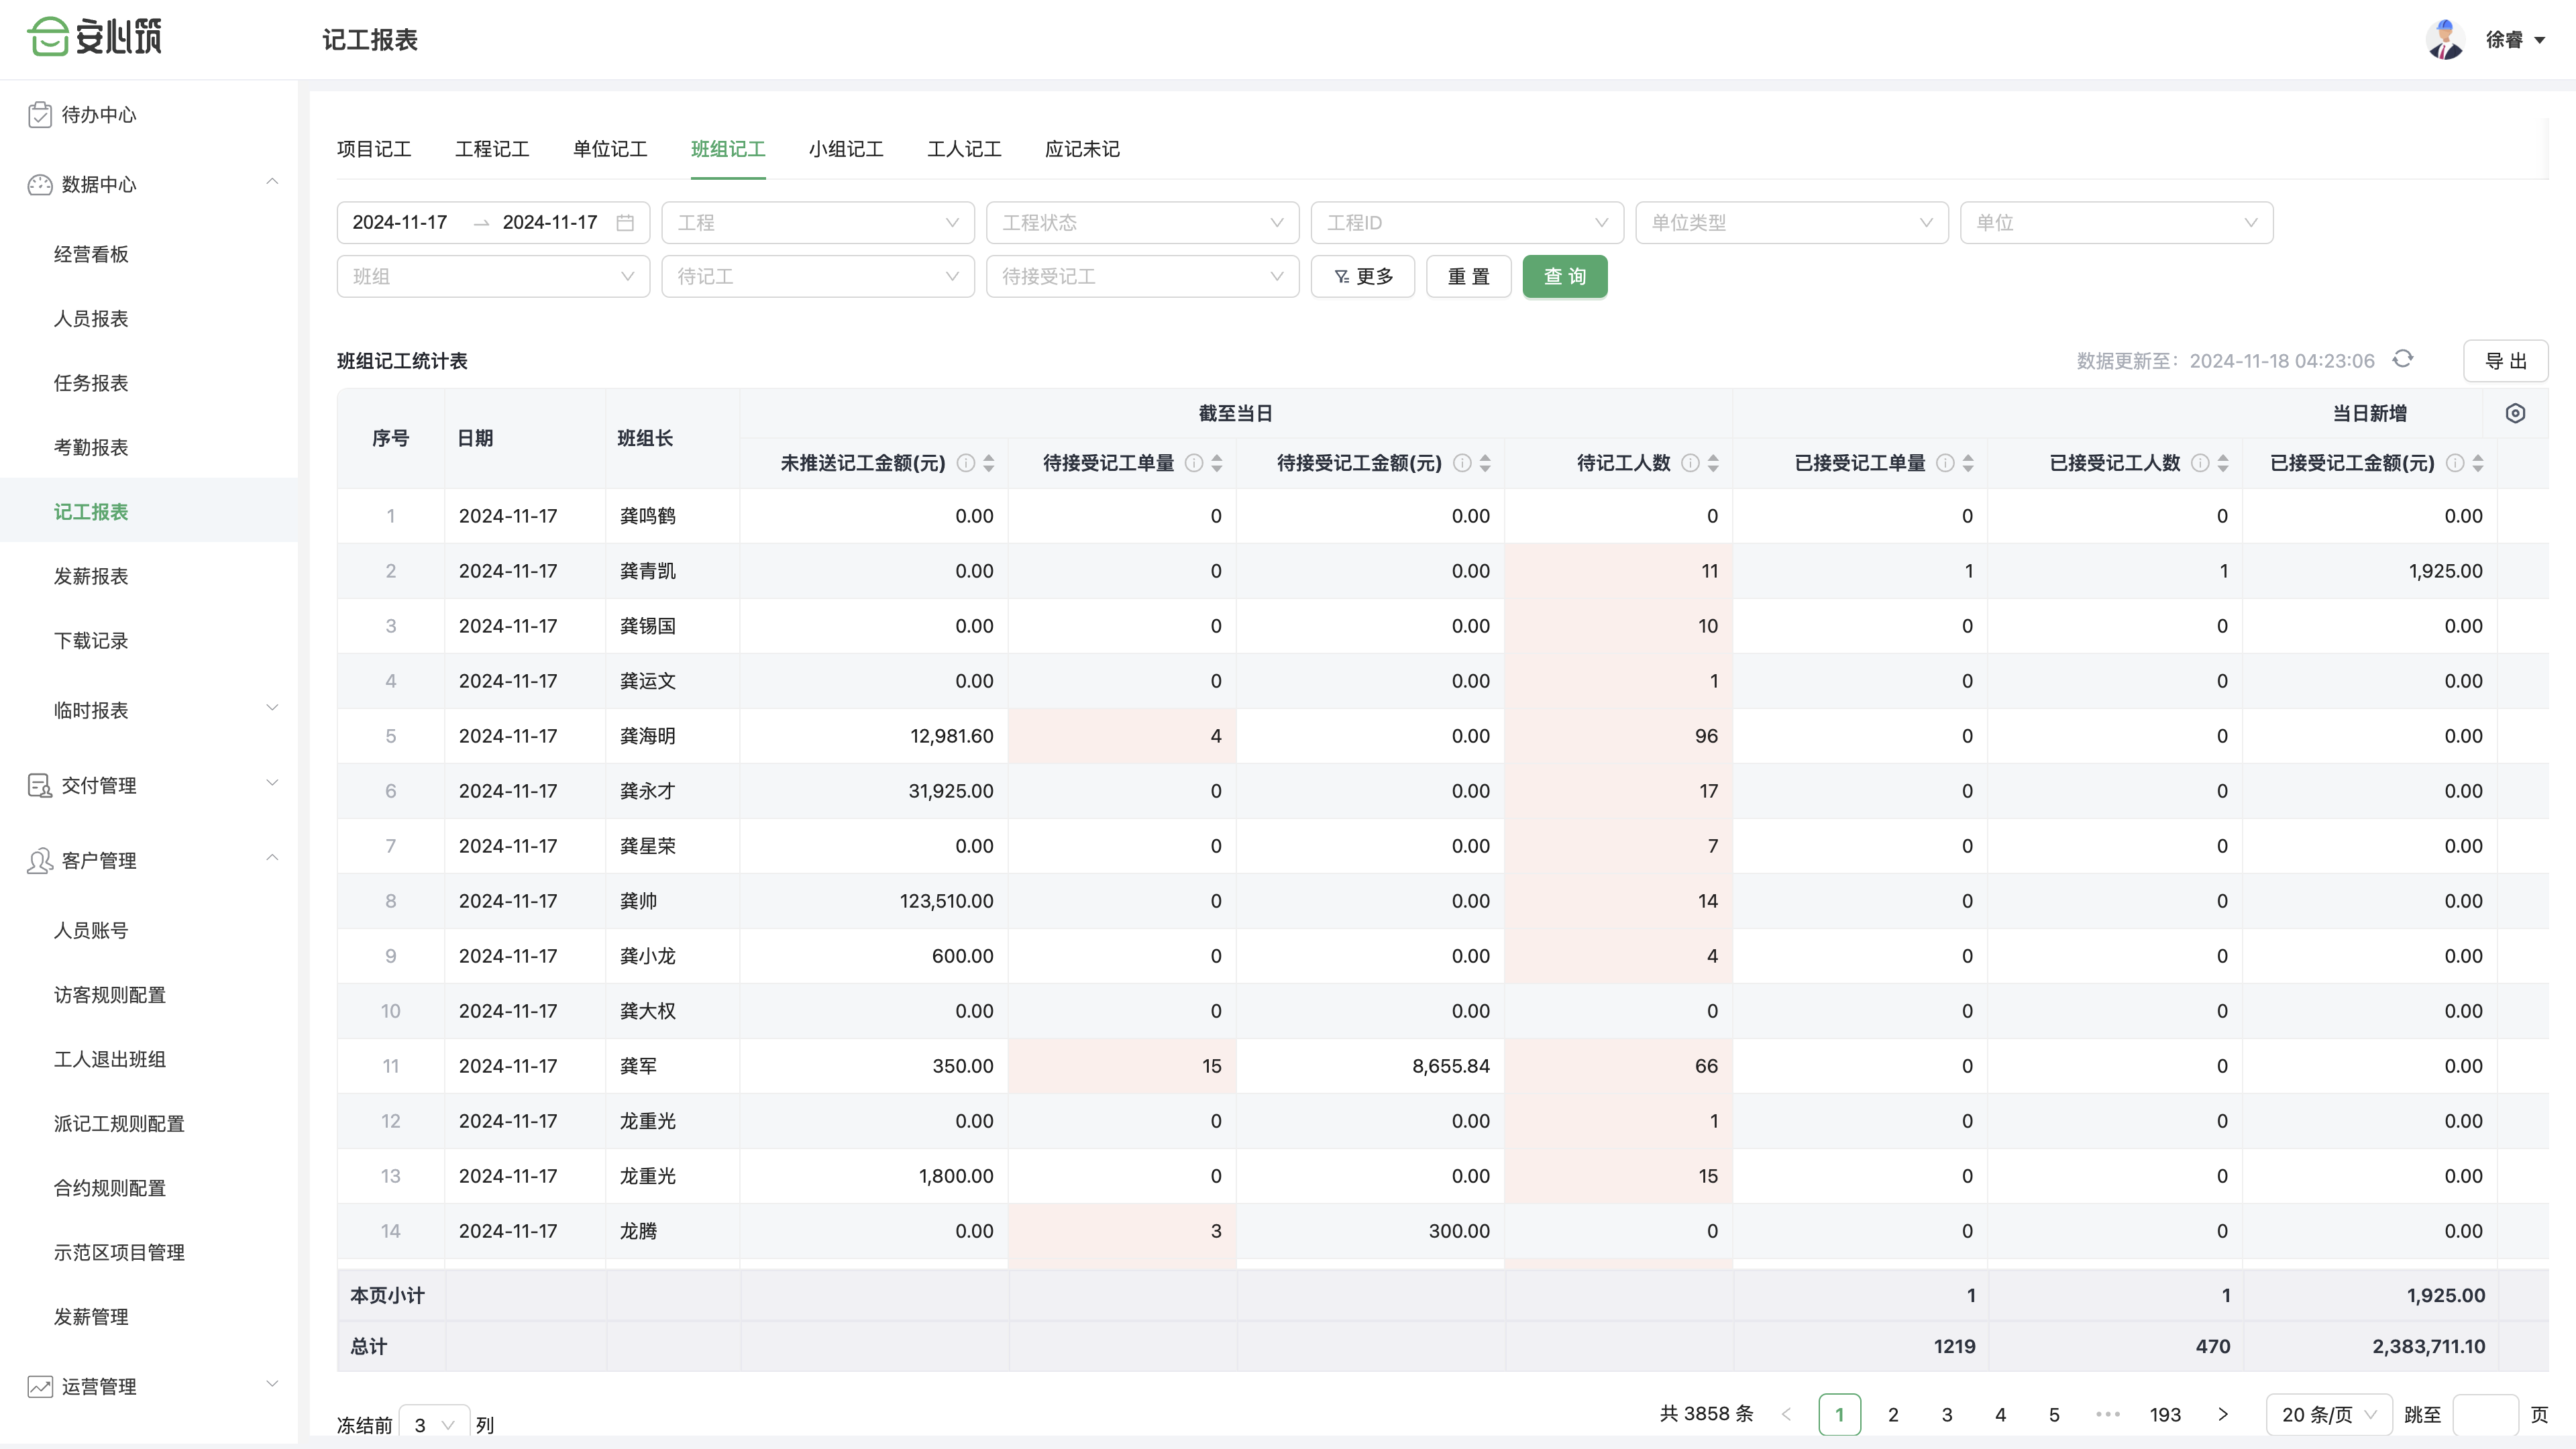 安心筑
记工报表
徐睿
待办中心
数据中心
经营看板
人员报表
任务报表
考勤报表
记工报表
发薪报表
下载记录
临时报表
交付管理
客户管理
人员账号
访客规则配置
工人退出班组
派记工规则配置
合约规则配置
示范区项目管理
发薪管理
运营管理
项目记工 工程记工 单位记工 班组记工 小组记工 工人记工 应记未记
2024-11-17 → 2024-11-17 工程 工程状态 工程ID 单位类型 单位
班组 待记工 待接受记工 更多 重置 查询
班组记工统计表 数据更新至：2024-11-18 04:23:06 导出
序号 日期 班组长 截至当日 当日新增
未推送记工金额(元) 待接受记工单量 待接受记工金额(元) 待记工人数 已接受记工单量 已接受记工人数 已接受记工金额(元)
1 2024-11-17 龚鸣鹤 0.00 0 0.00 0 0 0 0.00
2 2024-11-17 龚青凯 0.00 0 0.00 11 1 1 1,925.00
3 2024-11-17 龚锡国 0.00 0 0.00 10 0 0 0.00
4 2024-11-17 龚运文 0.00 0 0.00 1 0 0 0.00
5 2024-11-17 龚海明 12,981.60 4 0.00 96 0 0 0.00
6 2024-11-17 龚永才 31,925.00 0 0.00 17 0 0 0.00
7 2024-11-17 龚星荣 0.00 0 0.00 7 0 0 0.00
8 2024-11-17 龚帅 123,510.00 0 0.00 14 0 0 0.00
9 2024-11-17 龚小龙 600.00 0 0.00 4 0 0 0.00
10 2024-11-17 龚大权 0.00 0 0.00 0 0 0 0.00
11 2024-11-17 龚军 350.00 15 8,655.84 66 0 0 0.00
12 2024-11-17 龙重光 0.00 0 0.00 1 0 0 0.00
13 2024-11-17 龙重光 1,800.00 0 0.00 15 0 0 0.00
14 2024-11-17 龙腾 0.00 3 300.00 0 0 0 0.00
本页小计 1 1 1,925.00
总计 1219 470 2,383,711.10
冻结前 3 列 共 3858 条 < 1 2 3 4 5 ••• 193 > 20 条/页 跳至 页